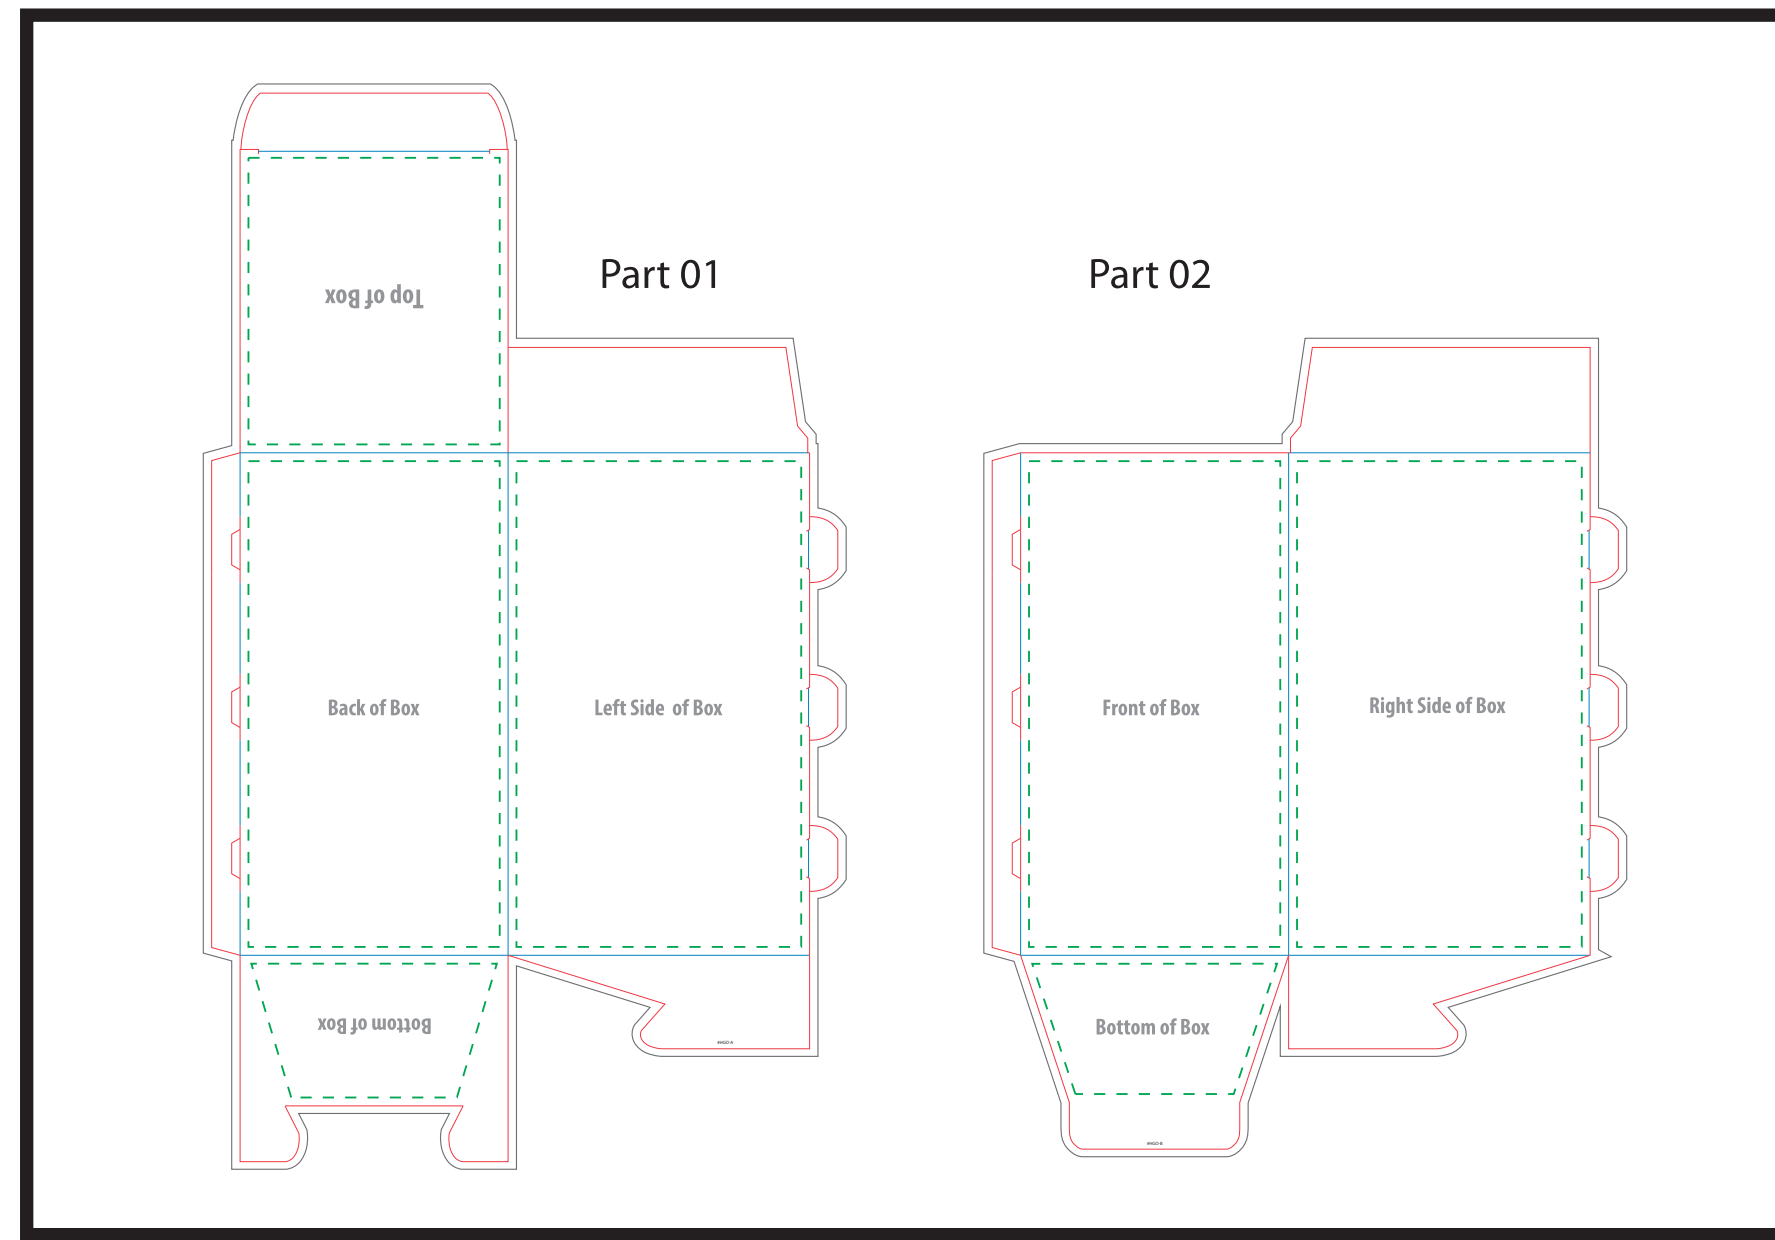 Part 01
Part 02
Top of Box
Back of Box
Left Side of Box
Front of Box
Right Side of Box
Bottom of Box
Bottom of Box